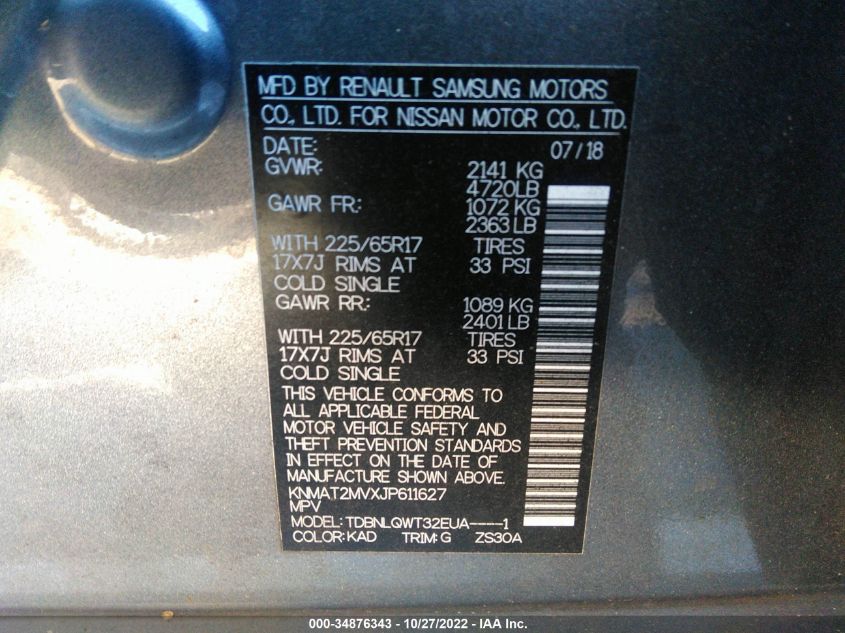 MFD BY RENAULT SAMSUNG MOTORS
CO., LTD. FOR NISSAN MOTOR CO., LTD.
DATE: 07/18
GVWR: 2141 KG
4720LB
GAWR FR.: 1072 KG
2363 LB
WITH 225/65R17 TIRES
17X7J RIMS AT 33 PSI
COLD SINGLE
GAWR RR.: 1089 KG
2401 LB
WITH 225/65R17 TIRES
17X7J RIMS AT 33 PSI
COLD SINGLE
THIS VEHICLE CONFORMS TO
ALL APPLICABLE FEDERAL
MOTOR VEHICLE SAFETY AND
THEFT PREVENTION STANDARDS
IN EFFECT ON THE DATE OF
MANUFACTURE SHOWN ABOVE.
KNMAT2MVXJP611627
MPV
MODEL: TDBNLQWT32EUA----1
COLOR: KAD TRIM: G ZS30A
000-34876343 - 10/27/2022 - IAA Inc.